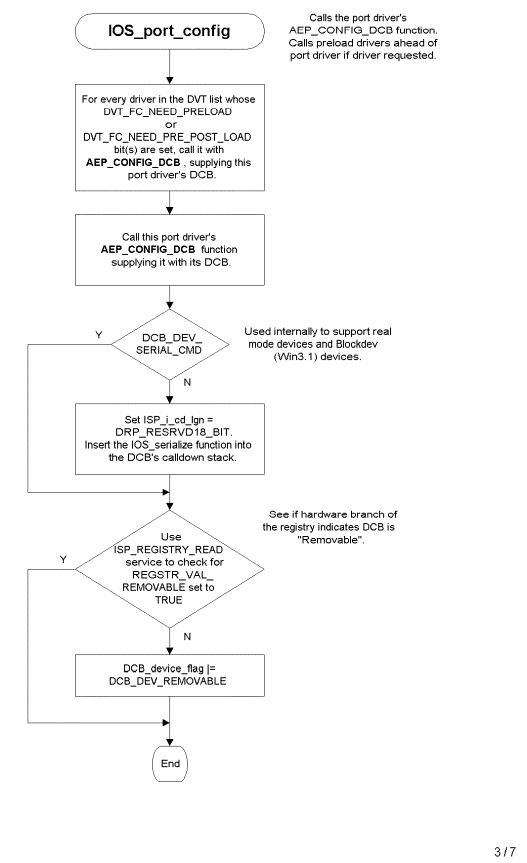 IOS_port_config
Calls the port driver's
AEP_CONFIG_DCB function.
Calls preload drivers ahead of
port driver if driver requested.
For every driver in the DVT list whose
DVT_FC_NEED_PRELOAD
or
DVT_FC_NEED_PRE_POST_LOAD
bit(s) are set, call it with
AEP_CONFIG_DCB , supplying this
port driver's DCB.
Call this port driver's
AEP_CONFIG_DCB function
supplying it with its DCB.
Y
DCB_DEV_
SERIAL_CMD
Used internally to support real
mode devices and Blockdev
(Win3.1) devices.
N
Set ISP_i_cd_lgn =
DRP_RESRVD18_BIT.
Insert the IOS_serialize function into
the DCB's calldown stack.
See if hardware branch of
the registry indicates DCB is
"Removable".
Y
Use
ISP_REGISTRY_READ
service to check for
REGSTR_VAL_
REMOVABLE set to
TRUE
N
DCB_device_flag |=
DCB_DEV_REMOVABLE
End
3 / 7